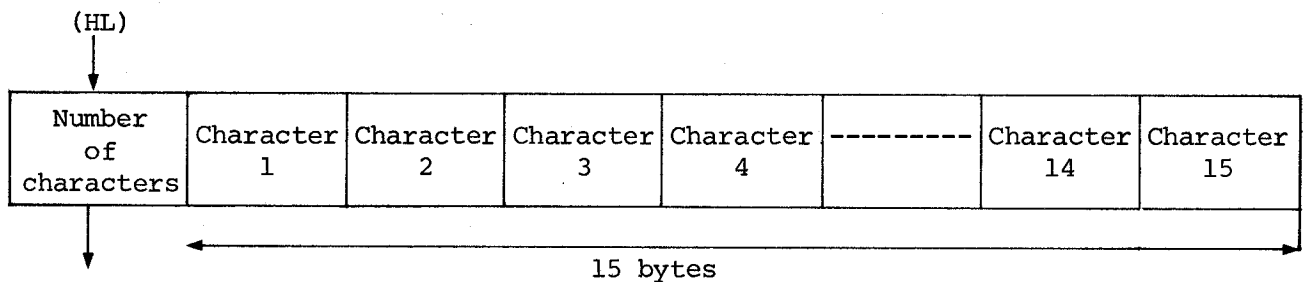 (HL)
Number
of
characters
Character
1
Character
2
Character
3
Character
4
---------
Character
14
Character
15
15 bytes